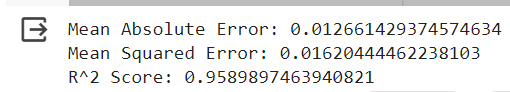 Mean Absolute Error: 0.012661429374574634
Mean Squared Error: 0.01620444462238103
R^2 Score: 0.9589897463940821